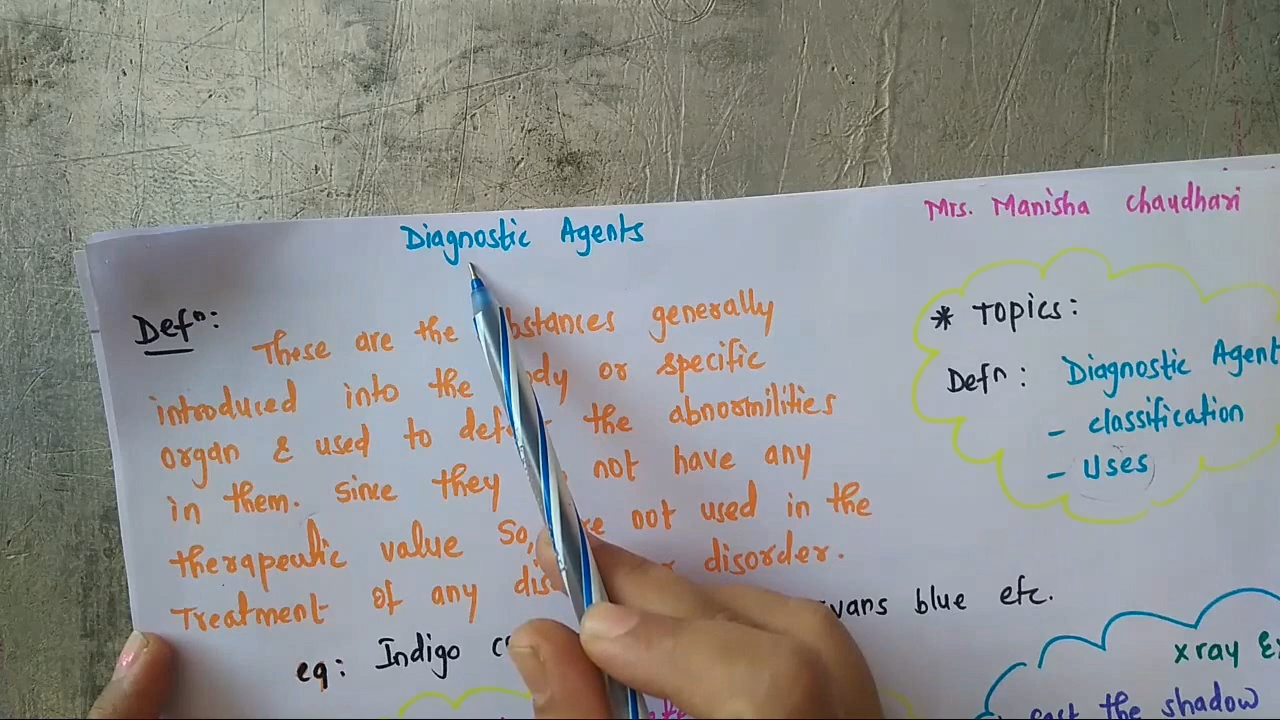 Diagnostic Agents
Mrs. Manisha chaudhari
Defⁿ:
These are the generally
introduced into the or specific
organ & used to the abnormilities
in them. Since they not have any
therapeutic value So, not used in the
Treatment of any disorder.
eg: Indigo blue etc.
* Topics:
Defⁿ: Diagnostic Agent
- classification
- Uses
xray
cast the shadow